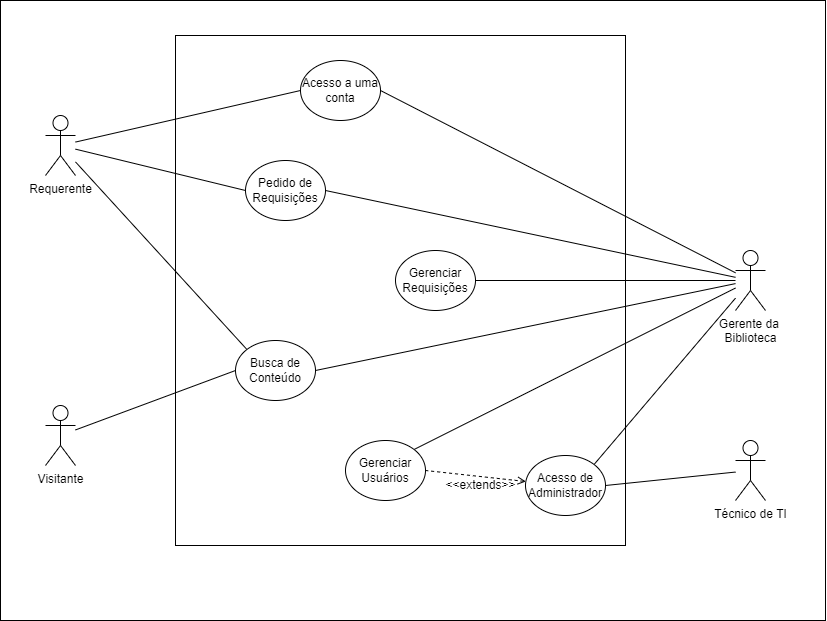 Acesso a uma
conta
Requerente
Pedido de
Requisições
Gerenciar
Requisições
Gerente da
Biblioteca
Busca de
Conteúdo
Visitante
Gerenciar
Usuários
<<extends>>
Acesso de
Administrador
Técnico de TI